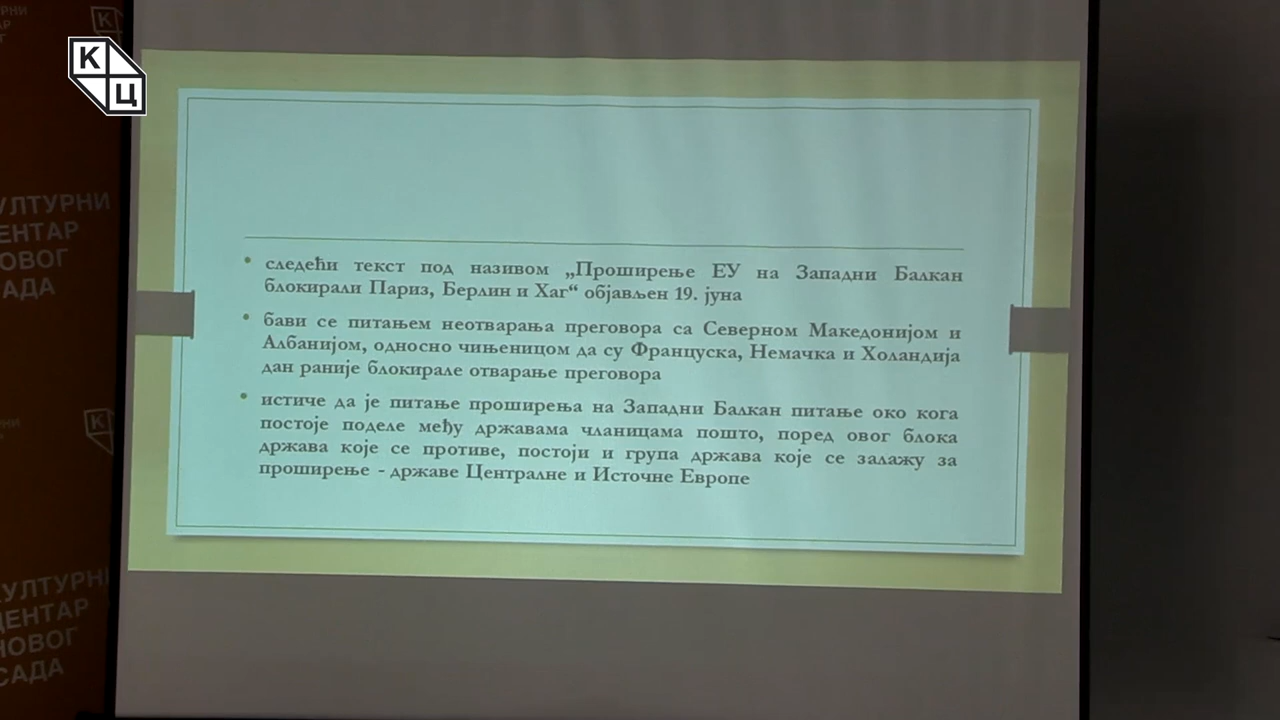 К
Ц
следећи текст под називом „Проширење ЕУ на Западни Балкан
блокирали Париз, Берлин и Хаг“ објављен 19. јуна
бави се питањем неотварања преговора са Северном Македонијом и
Албанијом, односно чињеницом да су Француска, Немачка и Холандија
дан раније блокирале отварање преговора
истиче да је питање проширења на Западни Балкан питање око кога
постоје поделе међу државама чланицама пошто, поред овог блока
држава које се противе, постоји и група држава које се залажу за
проширење - државе Централне и Источне Европе
УЛТУРНИ
ЕНТАР
ОВОГ
АДА
КУЛТУРНИ
ЦЕНТАР
НОВОГ
САДА